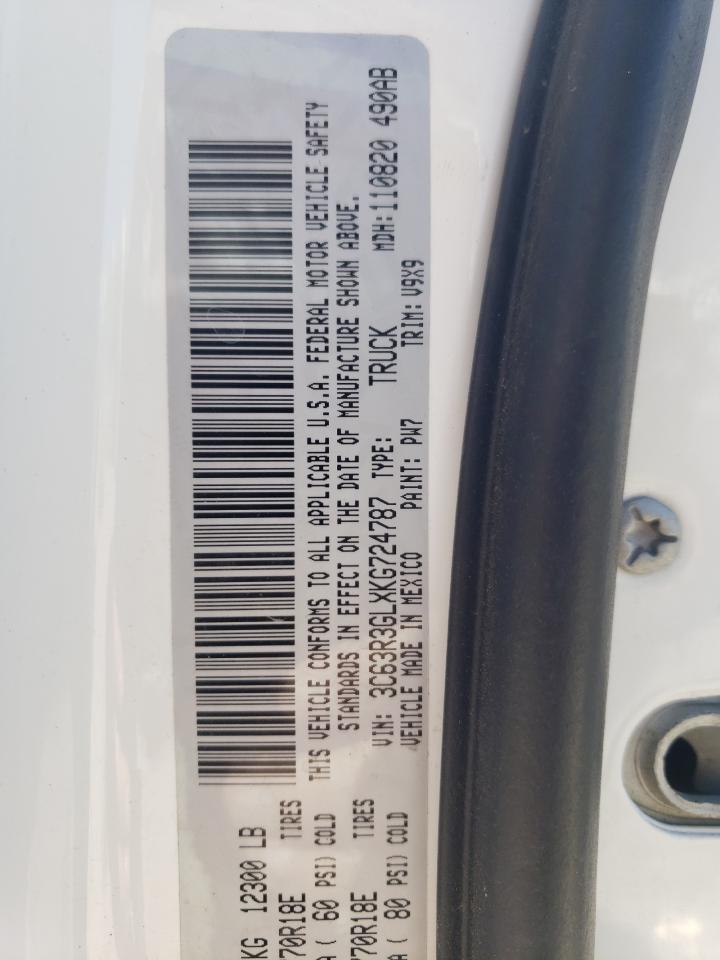 KG 12300 LB
70R18E TIRES
A ( 60 PSI) COLD
70R18E TIRES
A ( 80 PSI) COLD
THIS VEHICLE CONFORMS TO ALL APPLICABLE U.S.A. FEDERAL MOTOR VEHICLE SAFETY
STANDARDS IN EFFECT ON THE DATE OF MANUFACTURE SHOWN ABOVE.
VIN: 3C63R3GLXKG724787 TYPE: TRUCK MDH:110820 490AB
VEHICLE MADE IN MEXICO PAINT: PW7 TRIM: V9X9